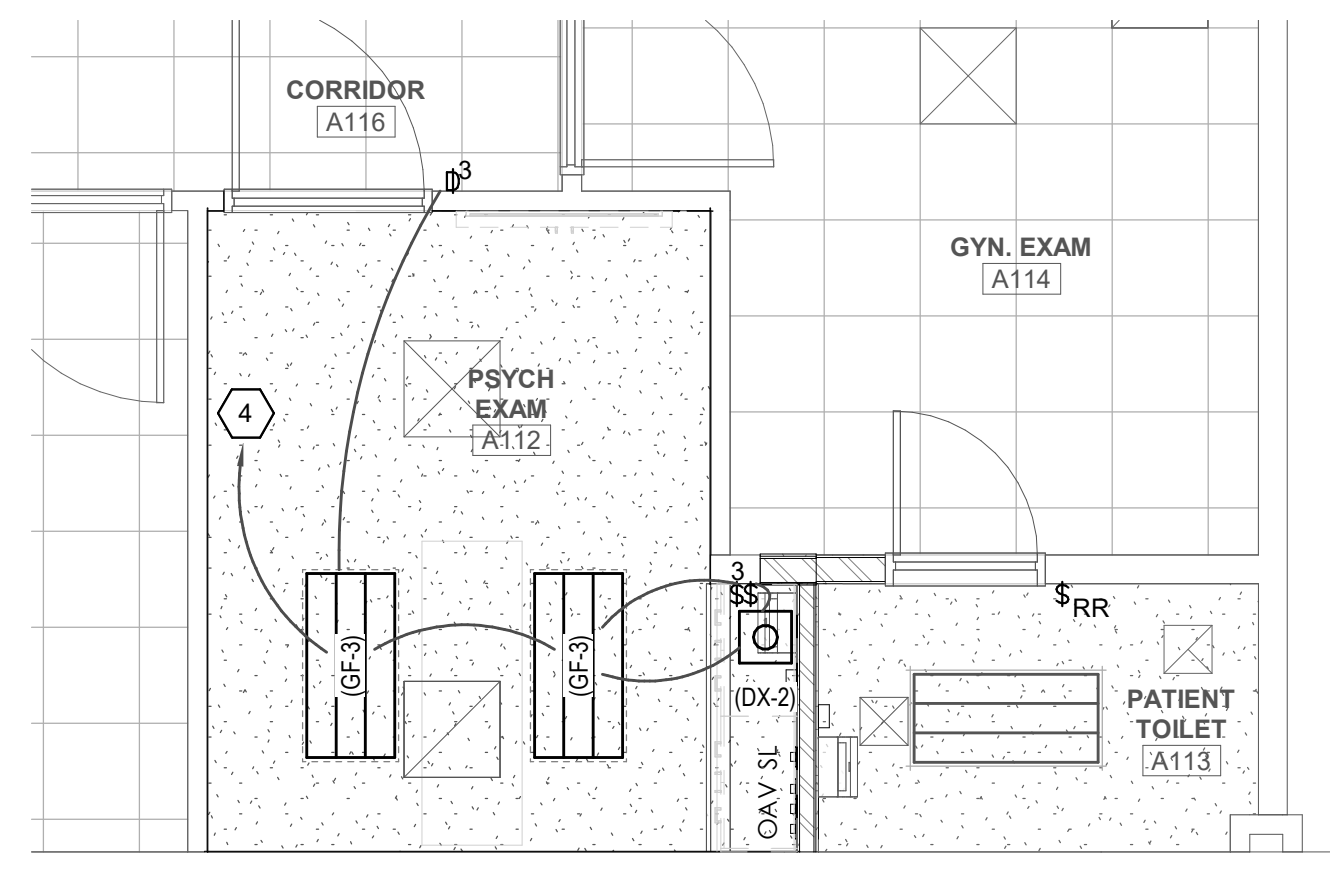 CORRIDOR
A116
D3
GYN. EXAM
A114
PSYCH
EXAM
A112
4
3
$$
$RR
(GF-3)
(GF-3)
(DX-2)
PATIENT
TOILET
A113
OAV SL